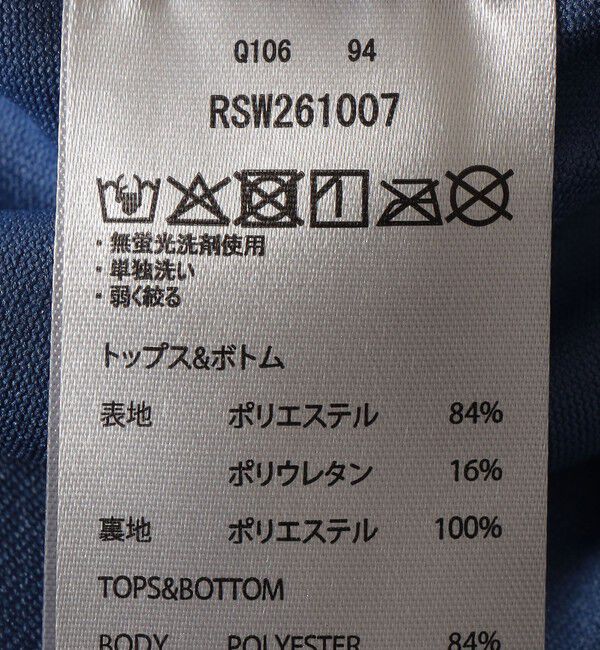 Q106 94
RSW261007
・無蛍光洗剤使用
・単独洗い
・弱く絞る
トップス&ボトム
表地 ポリエステル 84%
ポリウレタン 16%
裏地 ポリエステル 100%
TOPS&BOTTOM
BODY POLYESTER 84%